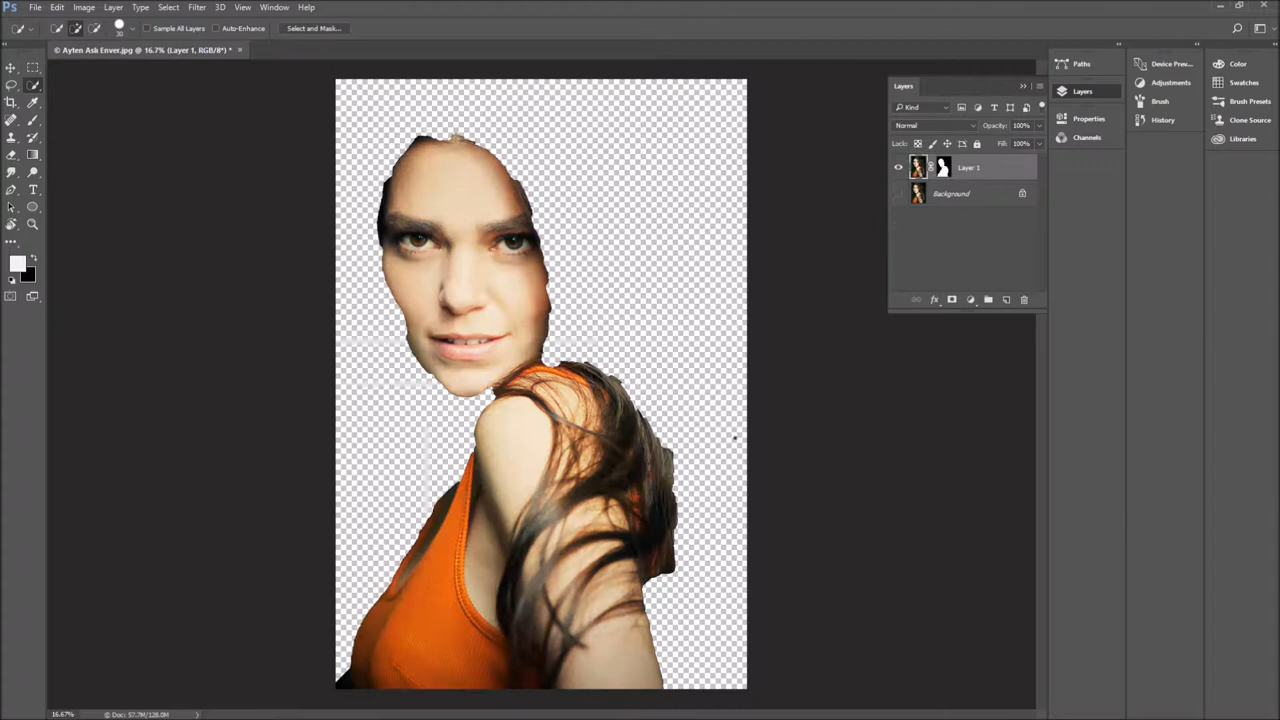 Ps File Edit Image Layer Type Select Filter 3D View Window Help
30 Sample All Layers Auto-Enhance Select and Mask...
© Ayten Aslı Enver.jpg @ 16.7% (Layer 1, RGB/8*) * ×
Paths
Device Prev...
Color
Layers
Adjustments
Swatches
Layers
Kind
Brush
Brush Presets
Properties
History
Clone Source
Normal Opacity: 100%
Channels
Libraries
Lock: Fill: 100%
Layer 1
Background
fx
T
16.67% Doc: 57.7M/128.0M